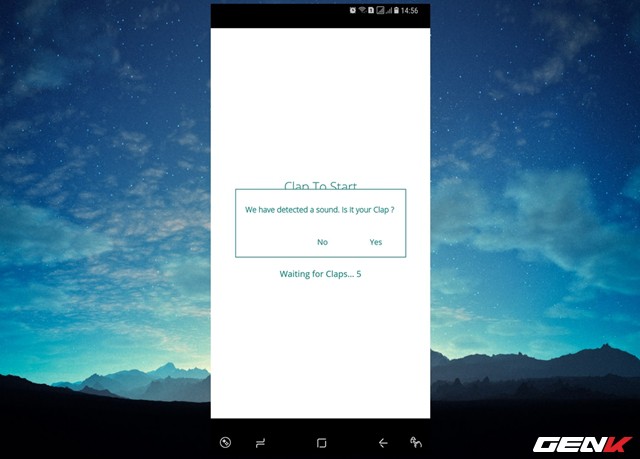 14:56
Clap To Start
We have detected a sound. Is it your Clap ?
No Yes
Waiting for Claps... 5
GENK